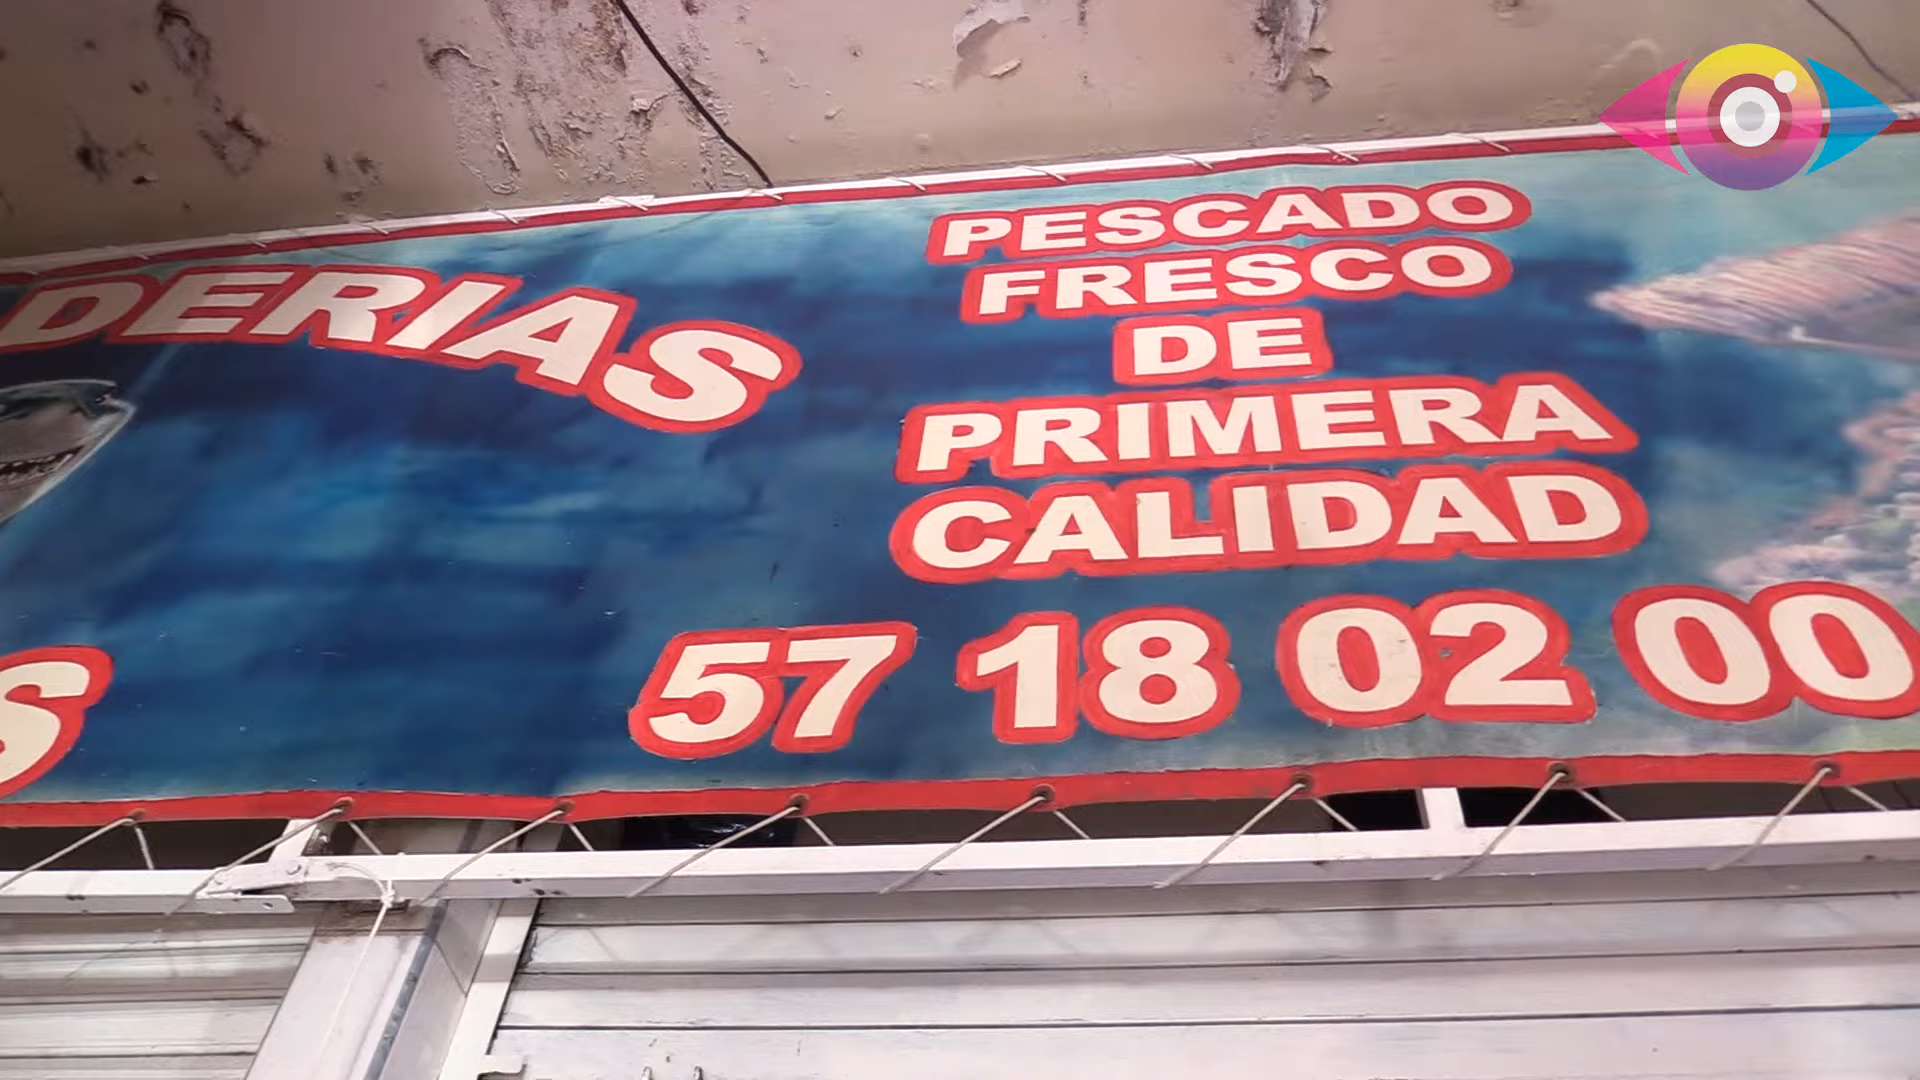 DERIAS
PESCADO
FRESCO
DE
PRIMERA
CALIDAD
S
57 18 02 00